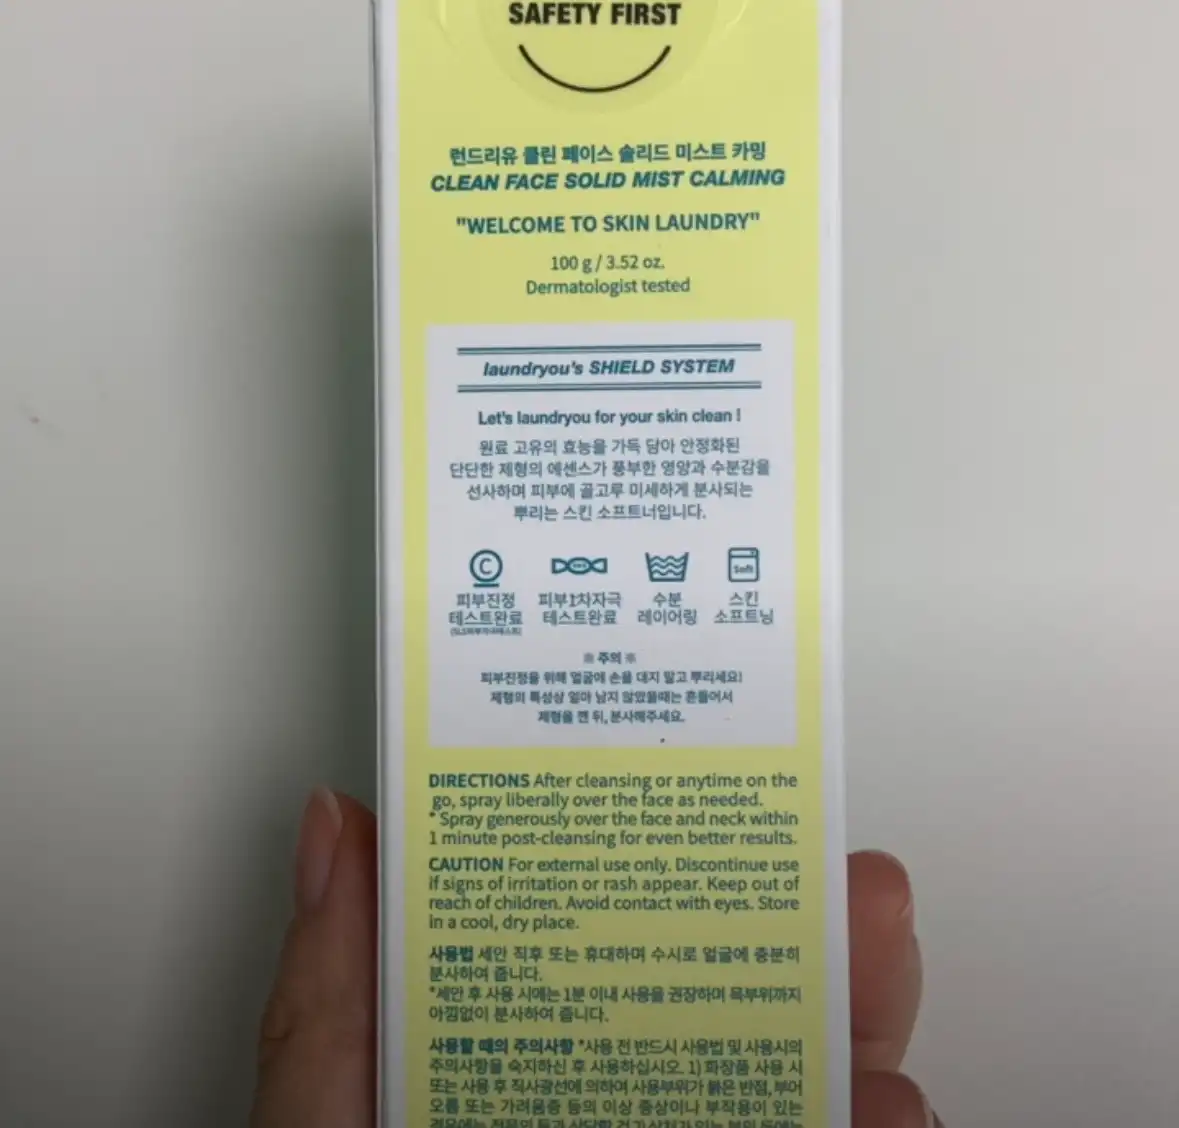 SAFETY FIRST
런드리유 클린 페이스 솔리드 미스트 카밍
CLEAN FACE SOLID MIST CALMING
"WELCOME TO SKIN LAUNDRY"
100 g / 3.52 oz.
Dermatologist tested
laundryou's SHIELD SYSTEM
Let's laundryou for your skin clean !
원료 고유의 효능을 가득 담아 안정화된
단단한 제형의 에센스가 풍부한 영양과 수분감을
선사하며 피부에 골고루 미세하게 분사되는
뿌리는 스킨 소프트너입니다.
C
Soft
피부진정 피부1차자극 수분 스킨
테스트완료 테스트완료 레이어링 소프트닝
※ 주의 ※
피부진정을 위해 얼굴에 손을 대지 말고 뿌리세요!
제형의 특성상 얼마 남지 않았을때는 흔들어서
제형을 깬 뒤, 분사해주세요.
DIRECTIONS After cleansing or anytime on the
go, spray liberally over the face as needed.
* Spray generously over the face and neck within
1 minute post-cleansing for even better results.
CAUTION For external use only. Discontinue use
if signs of irritation or rash appear. Keep out of
reach of children. Avoid contact with eyes. Store
in a cool, dry place.
사용법 세안 직후 또는 휴대하며 수시로 얼굴에 충분히
분사하여 줍니다.
*세안 후 사용 시에는 1분 이내 사용을 권장하며 목부위까지
아낌없이 분사하여 줍니다.
사용할 때의 주의사항 *사용 전 반드시 사용법 및 사용시의
주의사항을 숙지하신 후 사용하십시오. 1) 화장품 사용 시
또는 사용 후 직사광선에 의하여 사용부위가 붉은 반점, 부어
오름 또는 가려움증 등의 이상 증상이나 부작용이 있는